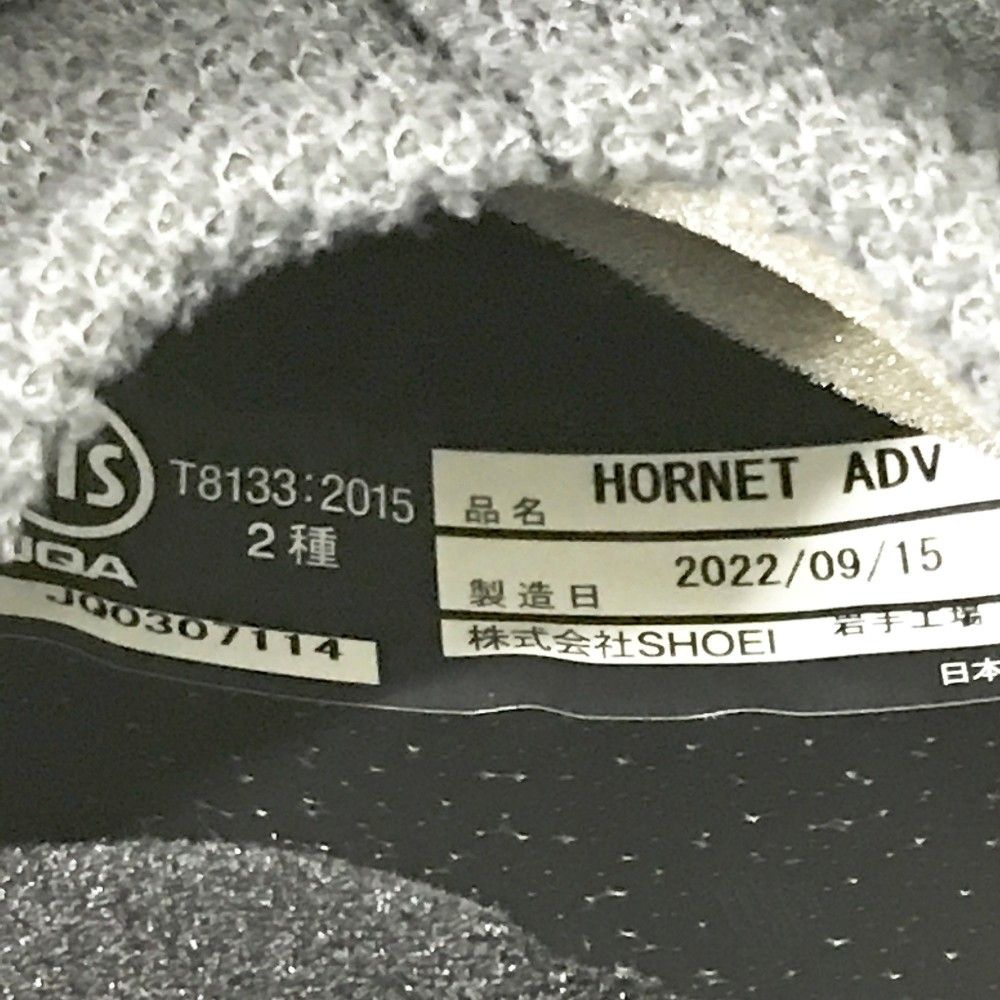 IS
T8133:2015
2種
JQA
JQ0307114
品名 HORNET ADV
製造日 2022/09/15
株式会社SHOEI 岩手工場
日本